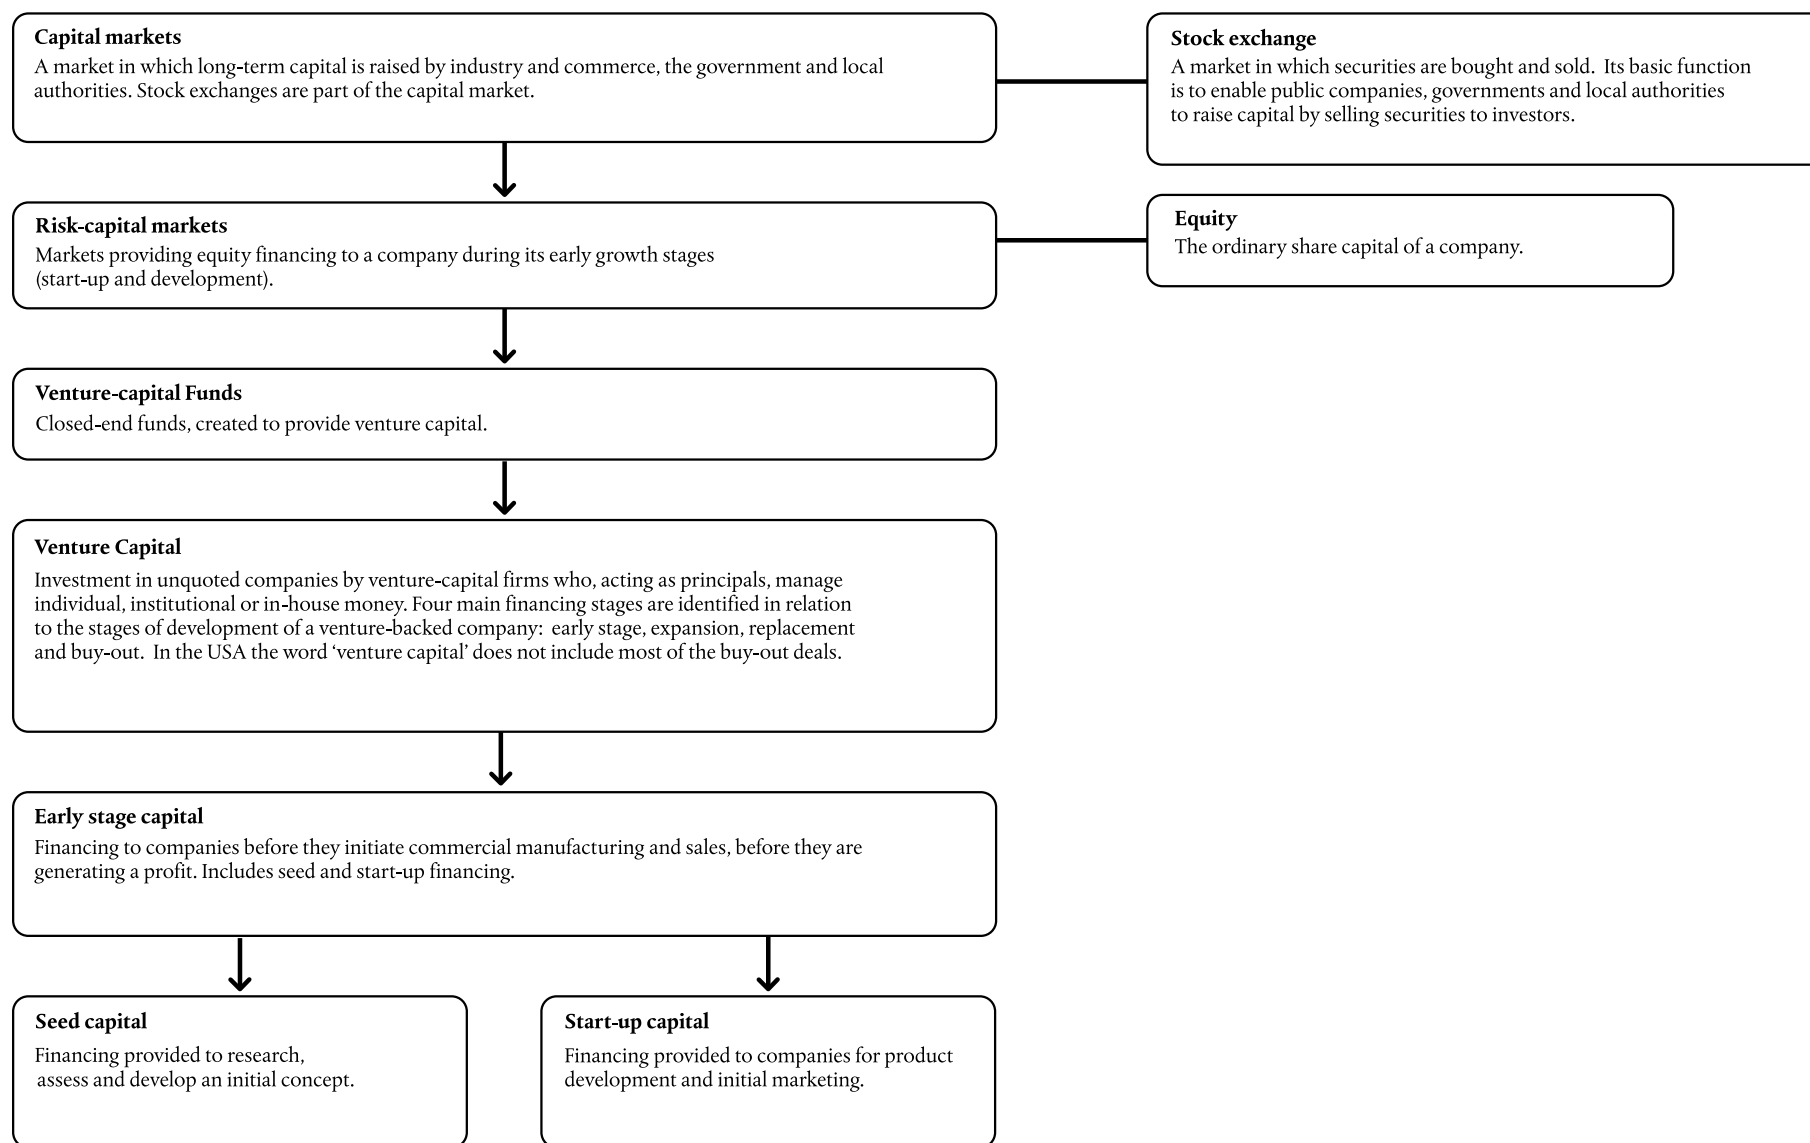 Capital markets
A market in which long-term capital is raised by industry and commerce, the government and local
authorities. Stock exchanges are part of the capital market.
Stock exchange
A market in which securities are bought and sold.  Its basic function
is to enable public companies, governments and local authorities
to raise capital by selling securities to investors.
Risk-capital markets
Markets providing equity financing to a company during its early growth stages
(start-up and development).
Equity
The ordinary share capital of a company.
Venture-capital Funds
Closed-end funds, created to provide venture capital.
Venture Capital
Investment in unquoted companies by venture-capital firms who, acting as principals, manage
individual, institutional or in-house money. Four main financing stages are identified in relation
to the stages of development of a venture-backed company:  early stage, expansion, replacement
and buy-out.  In the USA the word ‘venture capital’ does not include most of the buy-out deals.
Early stage capital
Financing to companies before they initiate commercial manufacturing and sales, before they are
generating a profit. Includes seed and start-up financing.
Seed capital
Financing provided to research,
assess and develop an initial concept.
Start-up capital
Financing provided to companies for product
development and initial marketing.